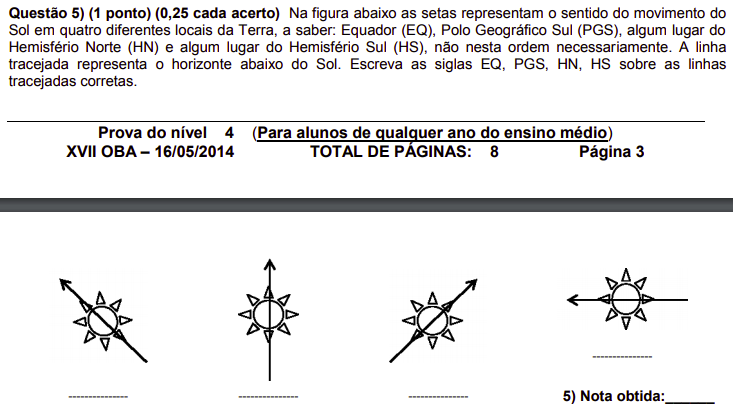 Questão 5) (1 ponto) (0,25 cada acerto) Na figura abaixo as setas representam o sentido do movimento do
Sol em quatro diferentes locais da Terra, a saber: Equador (EQ), Polo Geográfico Sul (PGS), algum lugar do
Hemisfério Norte (HN) e algum lugar do Hemisfério Sul (HS), não nesta ordem necessariamente. A linha
tracejada representa o horizonte abaixo do Sol. Escreva as siglas EQ, PGS, HN, HS sobre as linhas
tracejadas corretas.
Prova do nível 4 (Para alunos de qualquer ano do ensino médio)
XVII OBA – 16/05/2014 TOTAL DE PÁGINAS: 8 Página 3
5) Nota obtida:______